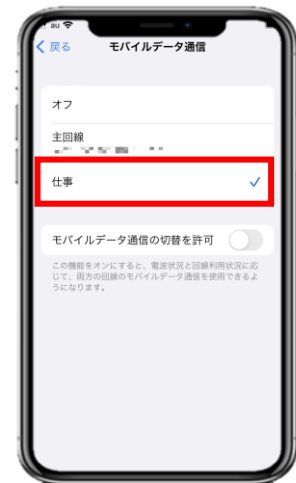 au
戻る モバイルデータ通信
オフ
主回線
仕事
モバイルデータ通信の切替を許可
この機能をオンにすると、電波状況と回線利用状況に応
じて、両方の回線のモバイルデータ通信を使用できるよ
うになります。